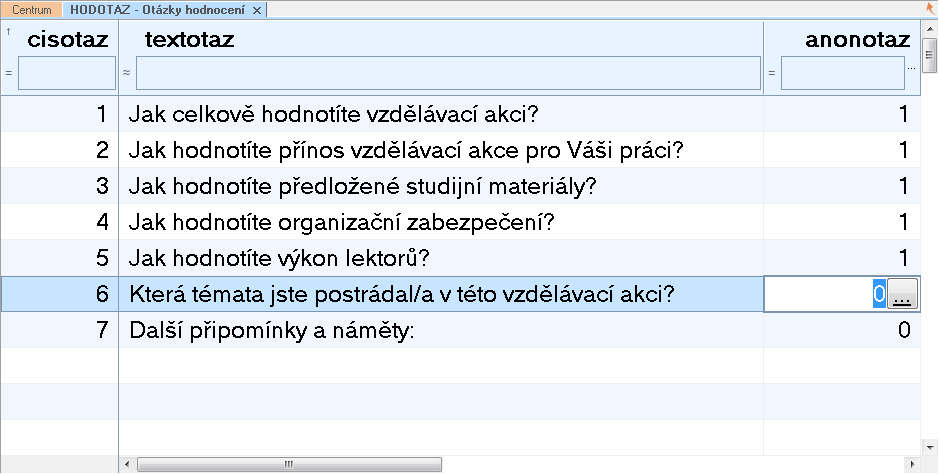 Centrum HODOTAZ - Otázky hodnocení
cisotaz textotaz anonotaz
= ≈ = ...
1 Jak celkově hodnotíte vzdělávací akci? 1
2 Jak hodnotíte přínos vzdělávací akce pro Váši práci? 1
3 Jak hodnotíte předložené studijní materiály? 1
4 Jak hodnotíte organizační zabezpečení? 1
5 Jak hodnotíte výkon lektorů? 1
6 Která témata jste postrádal/a v této vzdělávací akci? 0 ...
7 Další připomínky a náměty: 0